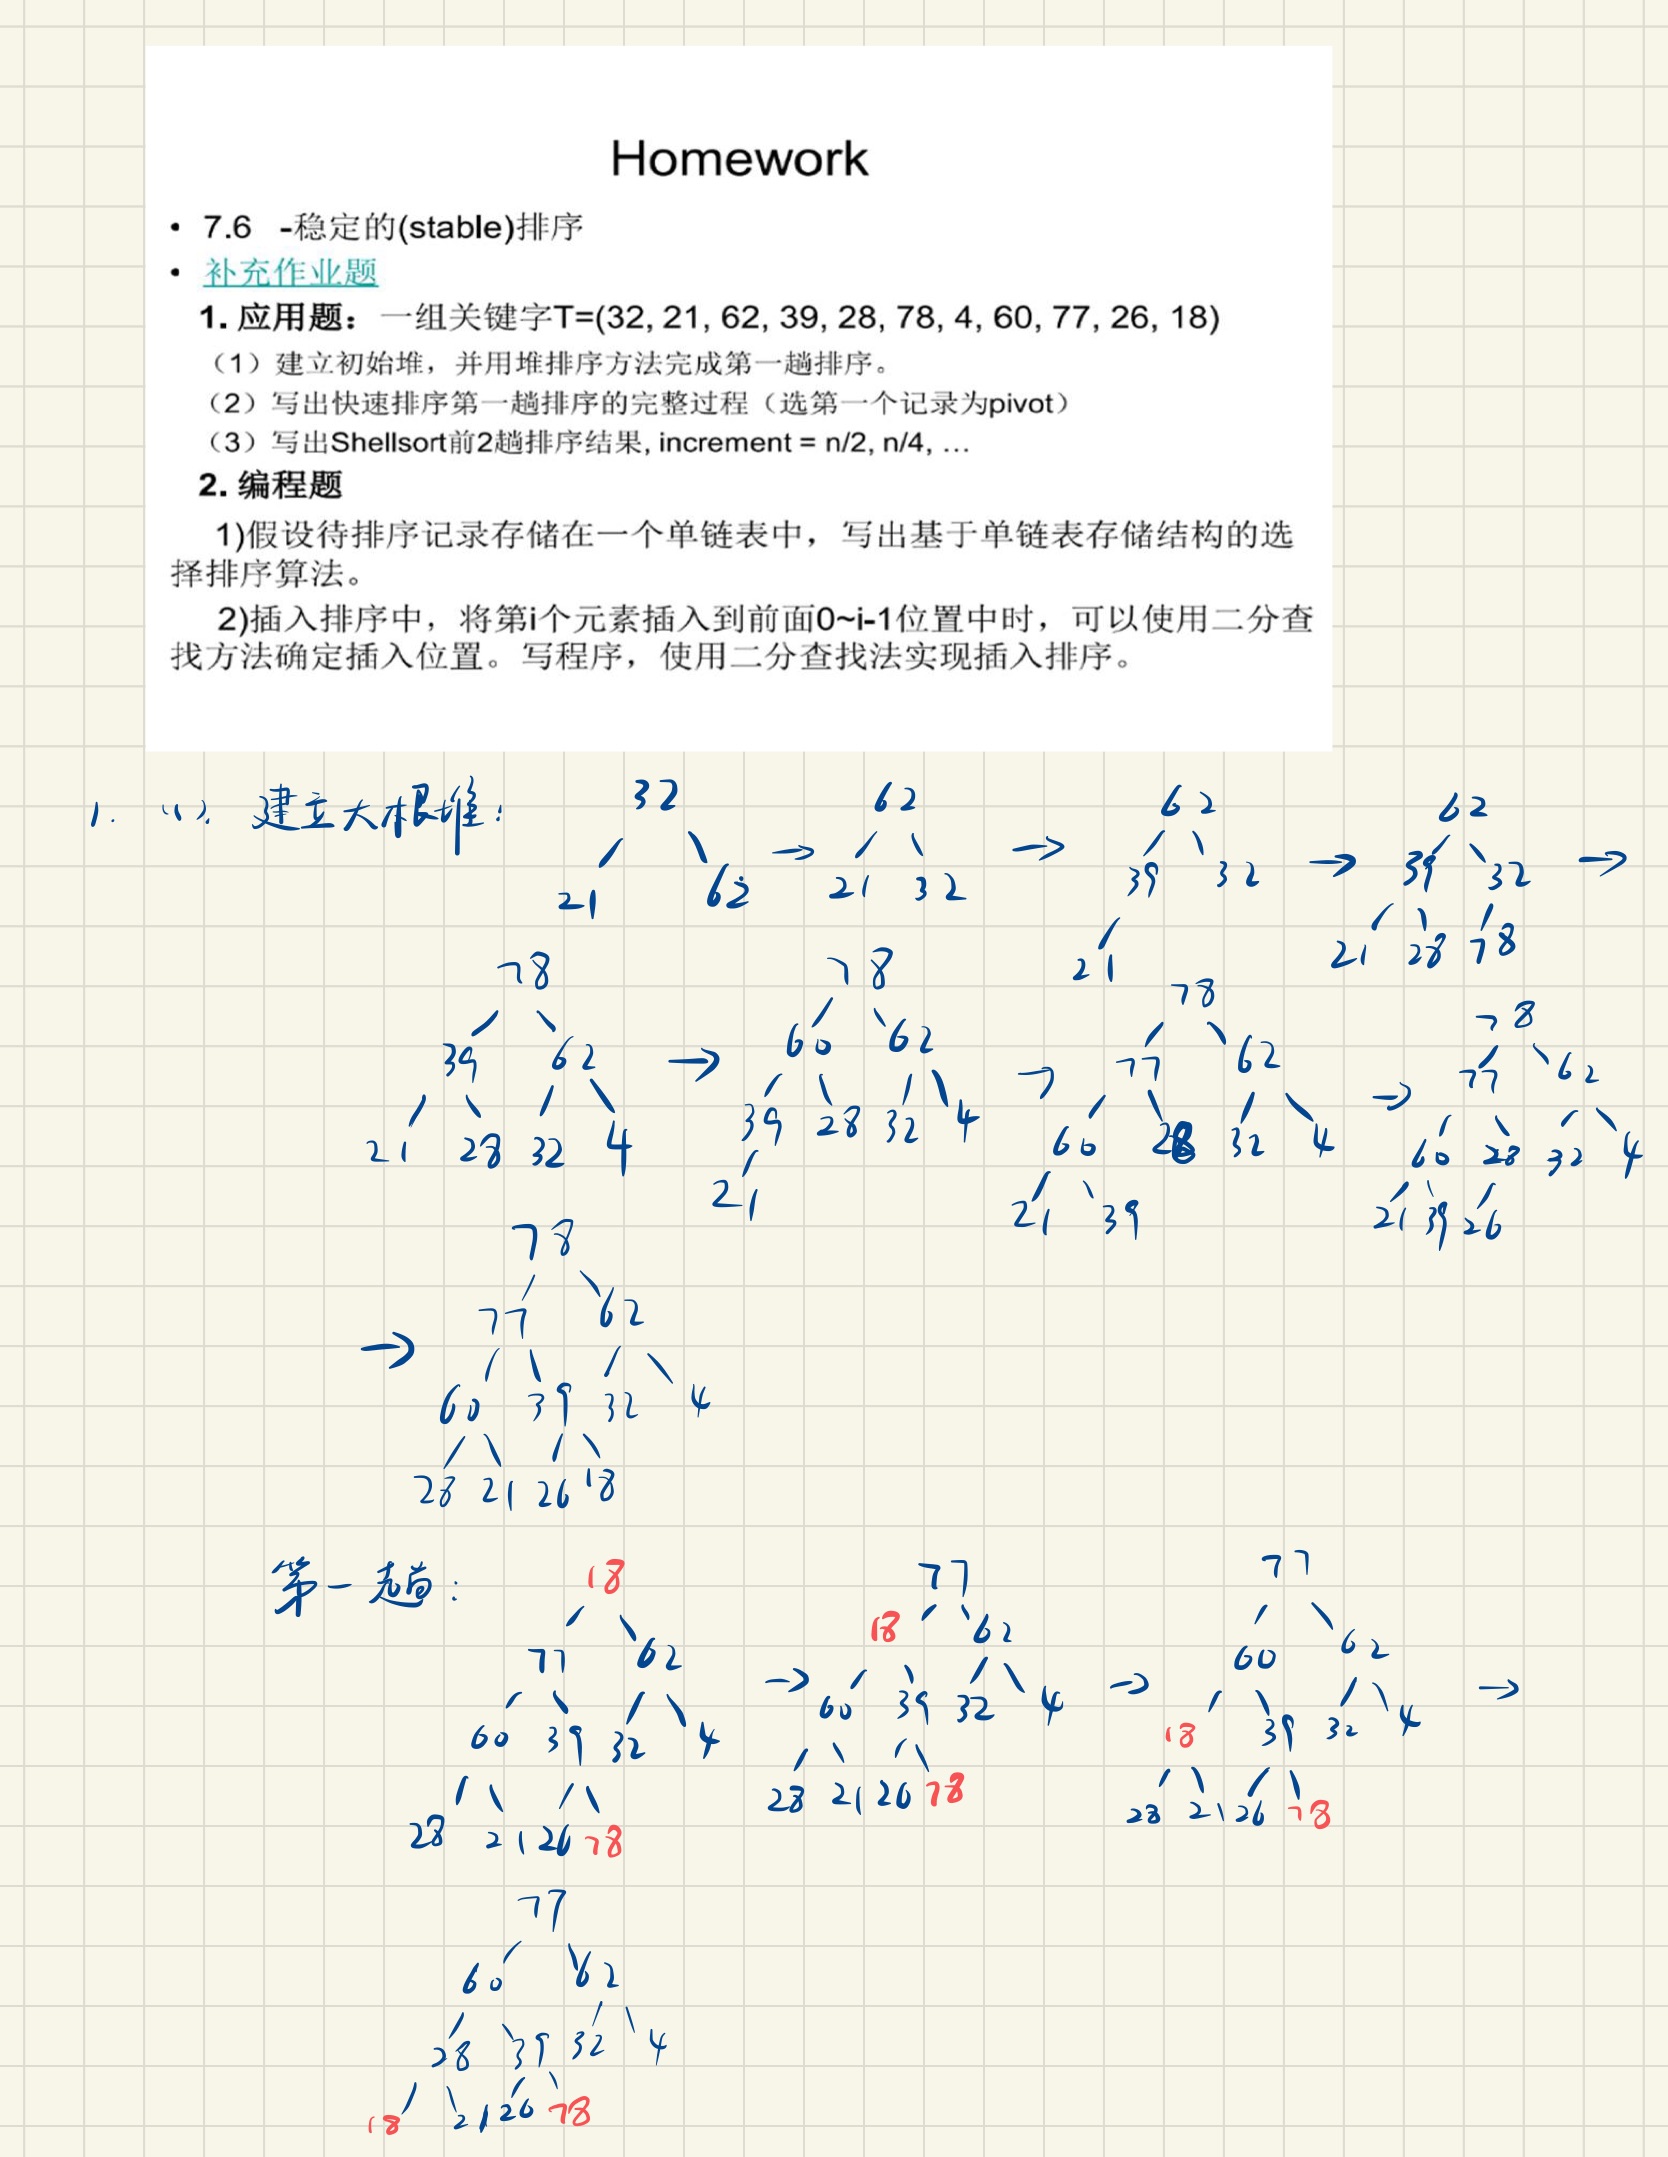 Homework
• 7.6 -稳定的(stable)排序
• 补充作业题
1. 应用题：一组关键字T=(32, 21, 62, 39, 28, 78, 4, 60, 77, 26, 18)
（1）建立初始堆，并用堆排序方法完成第一趟排序。
（2）写出快速排序第一趟排序的完整过程（选第一个记录为pivot）
（3）写出Shellsort前2趟排序结果, increment = n/2, n/4, …
2. 编程题
1)假设待排序记录存储在一个单链表中，写出基于单链表存储结构的选
择排序算法。
2)插入排序中，将第i个元素插入到前面0~i-1位置中时，可以使用二分查
找方法确定插入位置。写程序，使用二分查找法实现插入排序。
1. (1). 建立大根堆：
32
21 62
→
62
21 32
→
62
39 32
21
→
62
39 32
21 28 78
→
78
39 62
21 28 32 4
→
78
60 62
39 28 32 4
21
→
78
77 62
60 28 32 4
21 39
→
78
77 62
60 28 32 4
21 39 26
→
78
77 62
60 39 32 4
28 21 26 18
第一趟：
18
77 62
60 39 32 4
28 21 26 78
→
77
18 62
60 39 32 4
28 21 26 78
→
77
60 62
18 39 32 4
28 21 26 78
→
77
60 62
28 39 32 4
18 21 26 78